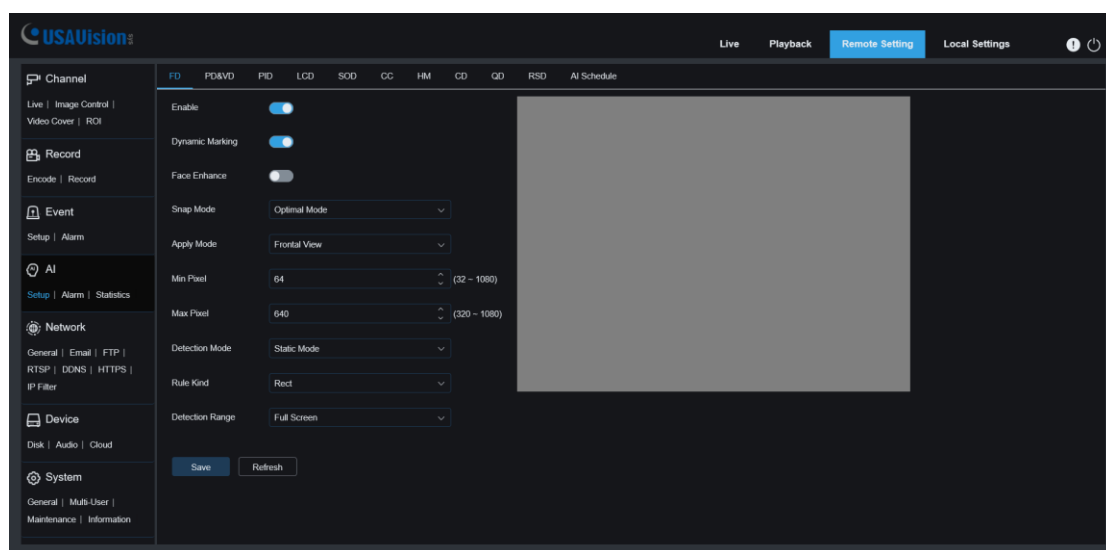 USAVision
Live Playback Remote Setting Local Settings
Channel
Live | Image Control |
Video Cover | ROI
Record
Encode | Record
Event
Setup | Alarm
AI
Setup | Alarm | Statistics
Network
General | Email | FTP |
RTSP | DDNS | HTTPS |
IP Filter
Device
Disk | Audio | Cloud
System
General | Multi-User |
Maintenance | Information
FD PD&VD PID LCD SOD CC HM CD QD RSD AI Schedule
Enable
Dynamic Marking
Face Enhance
Snap Mode Optimal Mode
Apply Mode Frontal View
Min Pixel 64 (32 ~ 1080)
Max Pixel 640 (320 ~ 1080)
Detection Mode Static Mode
Rule Kind Rect
Detection Range Full Screen
Save Refresh